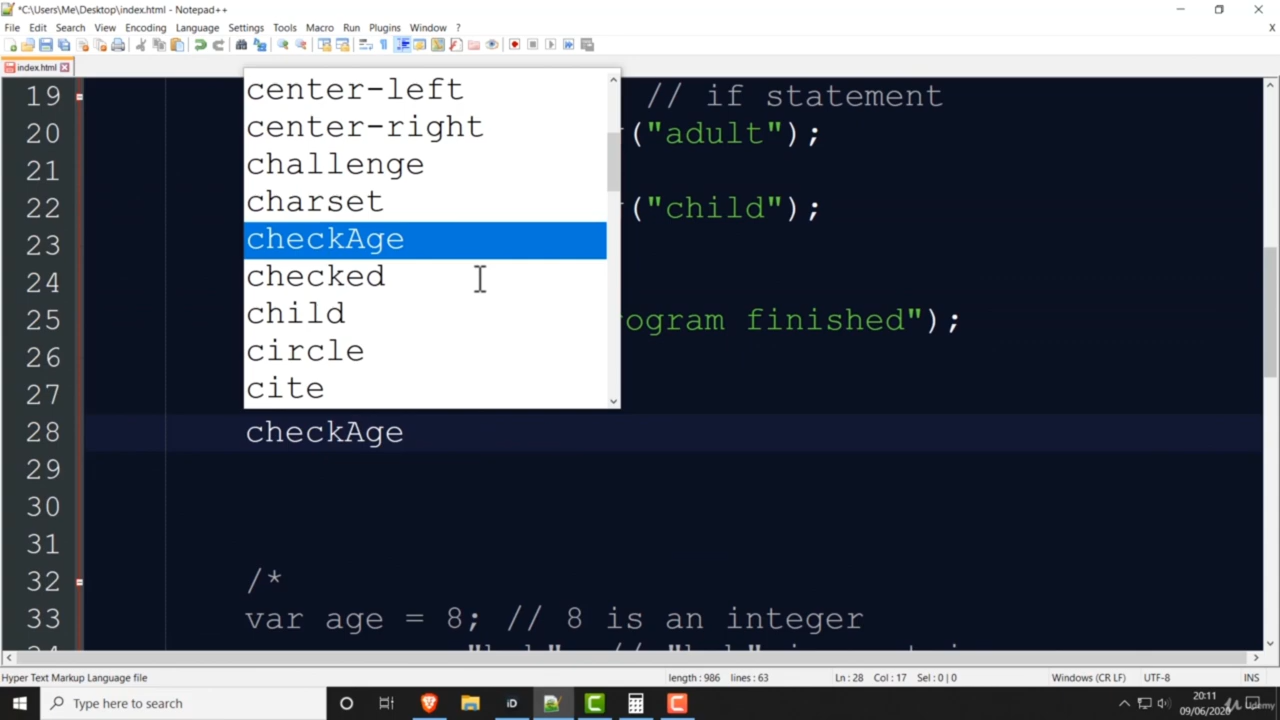 *C:\Users\Me\Desktop\index.html - Notepad++
File Edit Search View Encoding Language Settings Tools Macro Run Plugins Window ?
X
index.html
19 // if statement
20 ("adult");
21
22 ("child");
23
24
25 rogram finished");
26
27
28 checkAge
29
30
31
32 /*
33 var age = 8; // 8 is an integer
center-left
center-right
challenge
charset
checkAge
checked
child
circle
cite
Hyper Text Markup Language file length : 986 lines : 63 Ln : 28 Col : 17 Sel : 0 | 0 Windows (CR LF) UTF-8 INS
Type here to search
iD
20:11
09/06/2020
Udemy